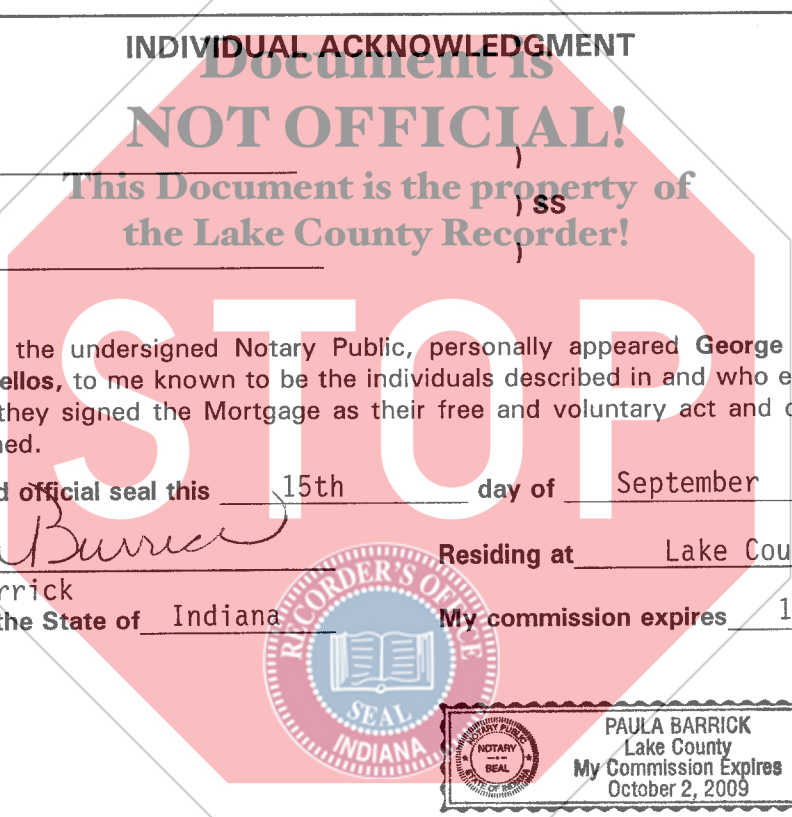 INDIVIDUAL ACKNOWLEDGMENT
Document is
NOT OFFICIAL!
)
This Document is the property of
) SS
the Lake County Recorder!
)
STOP
the undersigned Notary Public, personally appeared George
ellos, to me known to be the individuals described in and who e
they signed the Mortgage as their free and voluntary act and
ned.
d official seal this 15th day of September
Burrick
Residing at Lake Cou
rrick
the State of Indiana My commission expires 1
RECORDER'S OFFICE
SEAL
INDIANA
NOTARY PUBLIC
NOTARY
SEAL
STATE OF INDIANA
PAULA BARRICK
Lake County
My Commission Expires
October 2, 2009